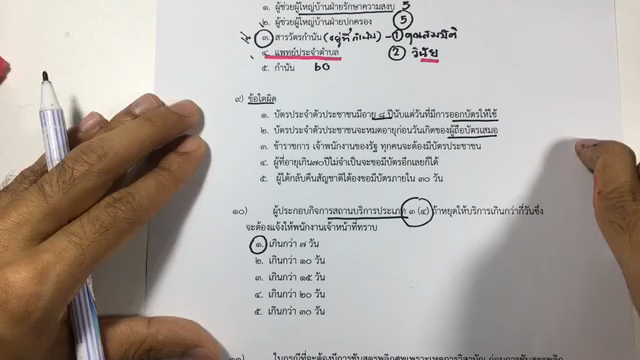 ๑. ผู้ช่วยผู้ใหญ่บ้านฝ่ายรักษาความสงบ 5
๒. ผู้ช่วยผู้ใหญ่บ้านฝ่ายปกครอง 5
๓. สารวัตรกำนัน - ① คุณสมบัติ
๔. แพทย์ประจำตำบล ② วินัย
๕. กำนัน 60
๙) ข้อใดผิด
๑. บัตรประจำตัวประชาชนมีอายุ ๘ ปีนับแต่วันที่มีการออกบัตรให้ใช้
๒. บัตรประจำตัวประชาชนจะหมดอายุก่อนวันเกิดของผู้ถือบัตรเสมอ
๓. ข้าราชการ เจ้าพนักงานของรัฐ ทุกคนจะต้องมีบัตรประชาชน
๔. ผู้ที่อายุเกิน๗๐ปีไม่จำเป็นจะขอมีบัตรอีกเลยก็ได้
๕. ผู้ได้กลับคืนสัญชาติต้องขอมีบัตรภายใน ๓๐ วัน
๑๐) ผู้ประกอบกิจการสถานบริการประเภท ๓ (๔) ถ้าหยุดให้บริการเกินกว่ากี่วันซึ่ง
จะต้องแจ้งให้พนักงานเจ้าหน้าที่ทราบ
๑. เกินกว่า ๗ วัน
๒. เกินกว่า ๑๐ วัน
๓. เกินกว่า ๑๕ วัน
๔. เกินกว่า ๒๐ วัน
๕. เกินกว่า ๓๐ วัน